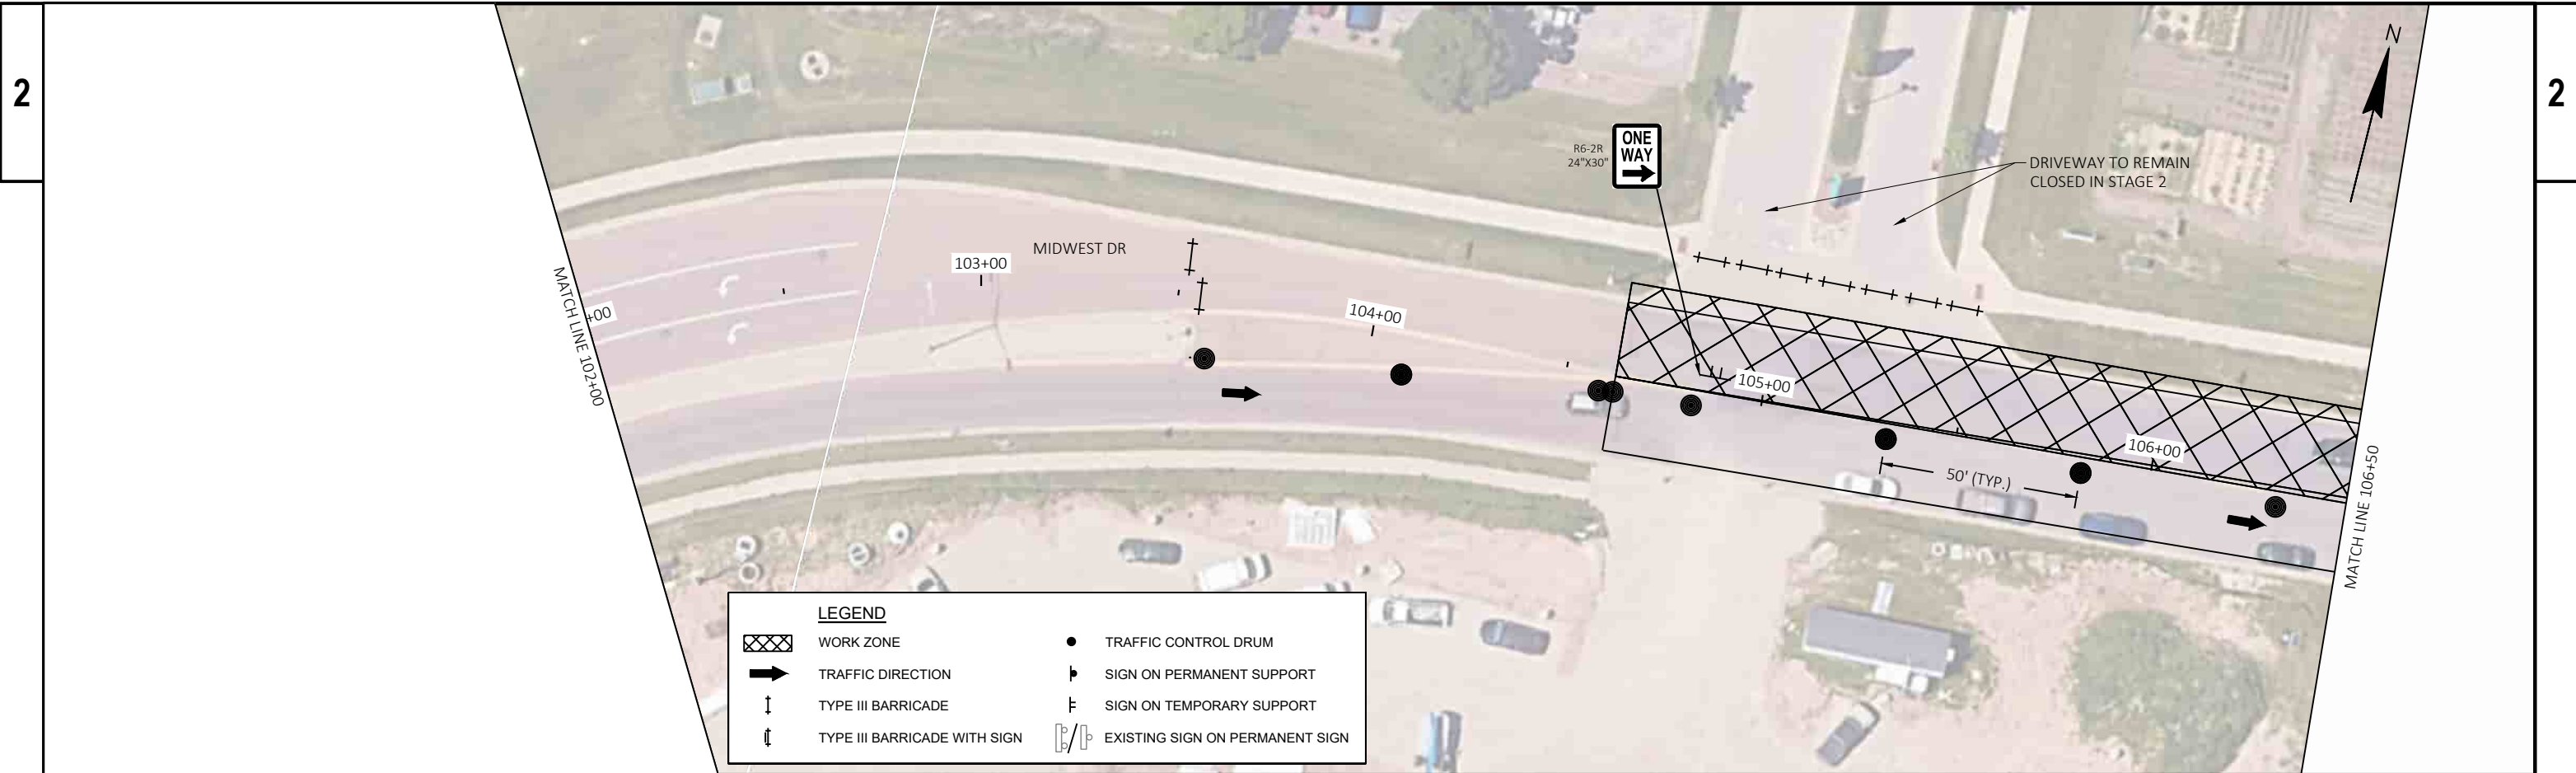 2
2
N
ONE
WAY
R6-2R
24"X30"
DRIVEWAY TO REMAIN
CLOSED IN STAGE 2
MIDWEST DR
103+00
+00
104+00
MATCH LINE 102+00
105+00
106+00
50' (TYP.)
MATCH LINE 106+50
LEGEND
WORK ZONE
TRAFFIC DIRECTION
TYPE III BARRICADE
TYPE III BARRICADE WITH SIGN
TRAFFIC CONTROL DRUM
SIGN ON PERMANENT SUPPORT
SIGN ON TEMPORARY SUPPORT
EXISTING SIGN ON PERMANENT SIGN